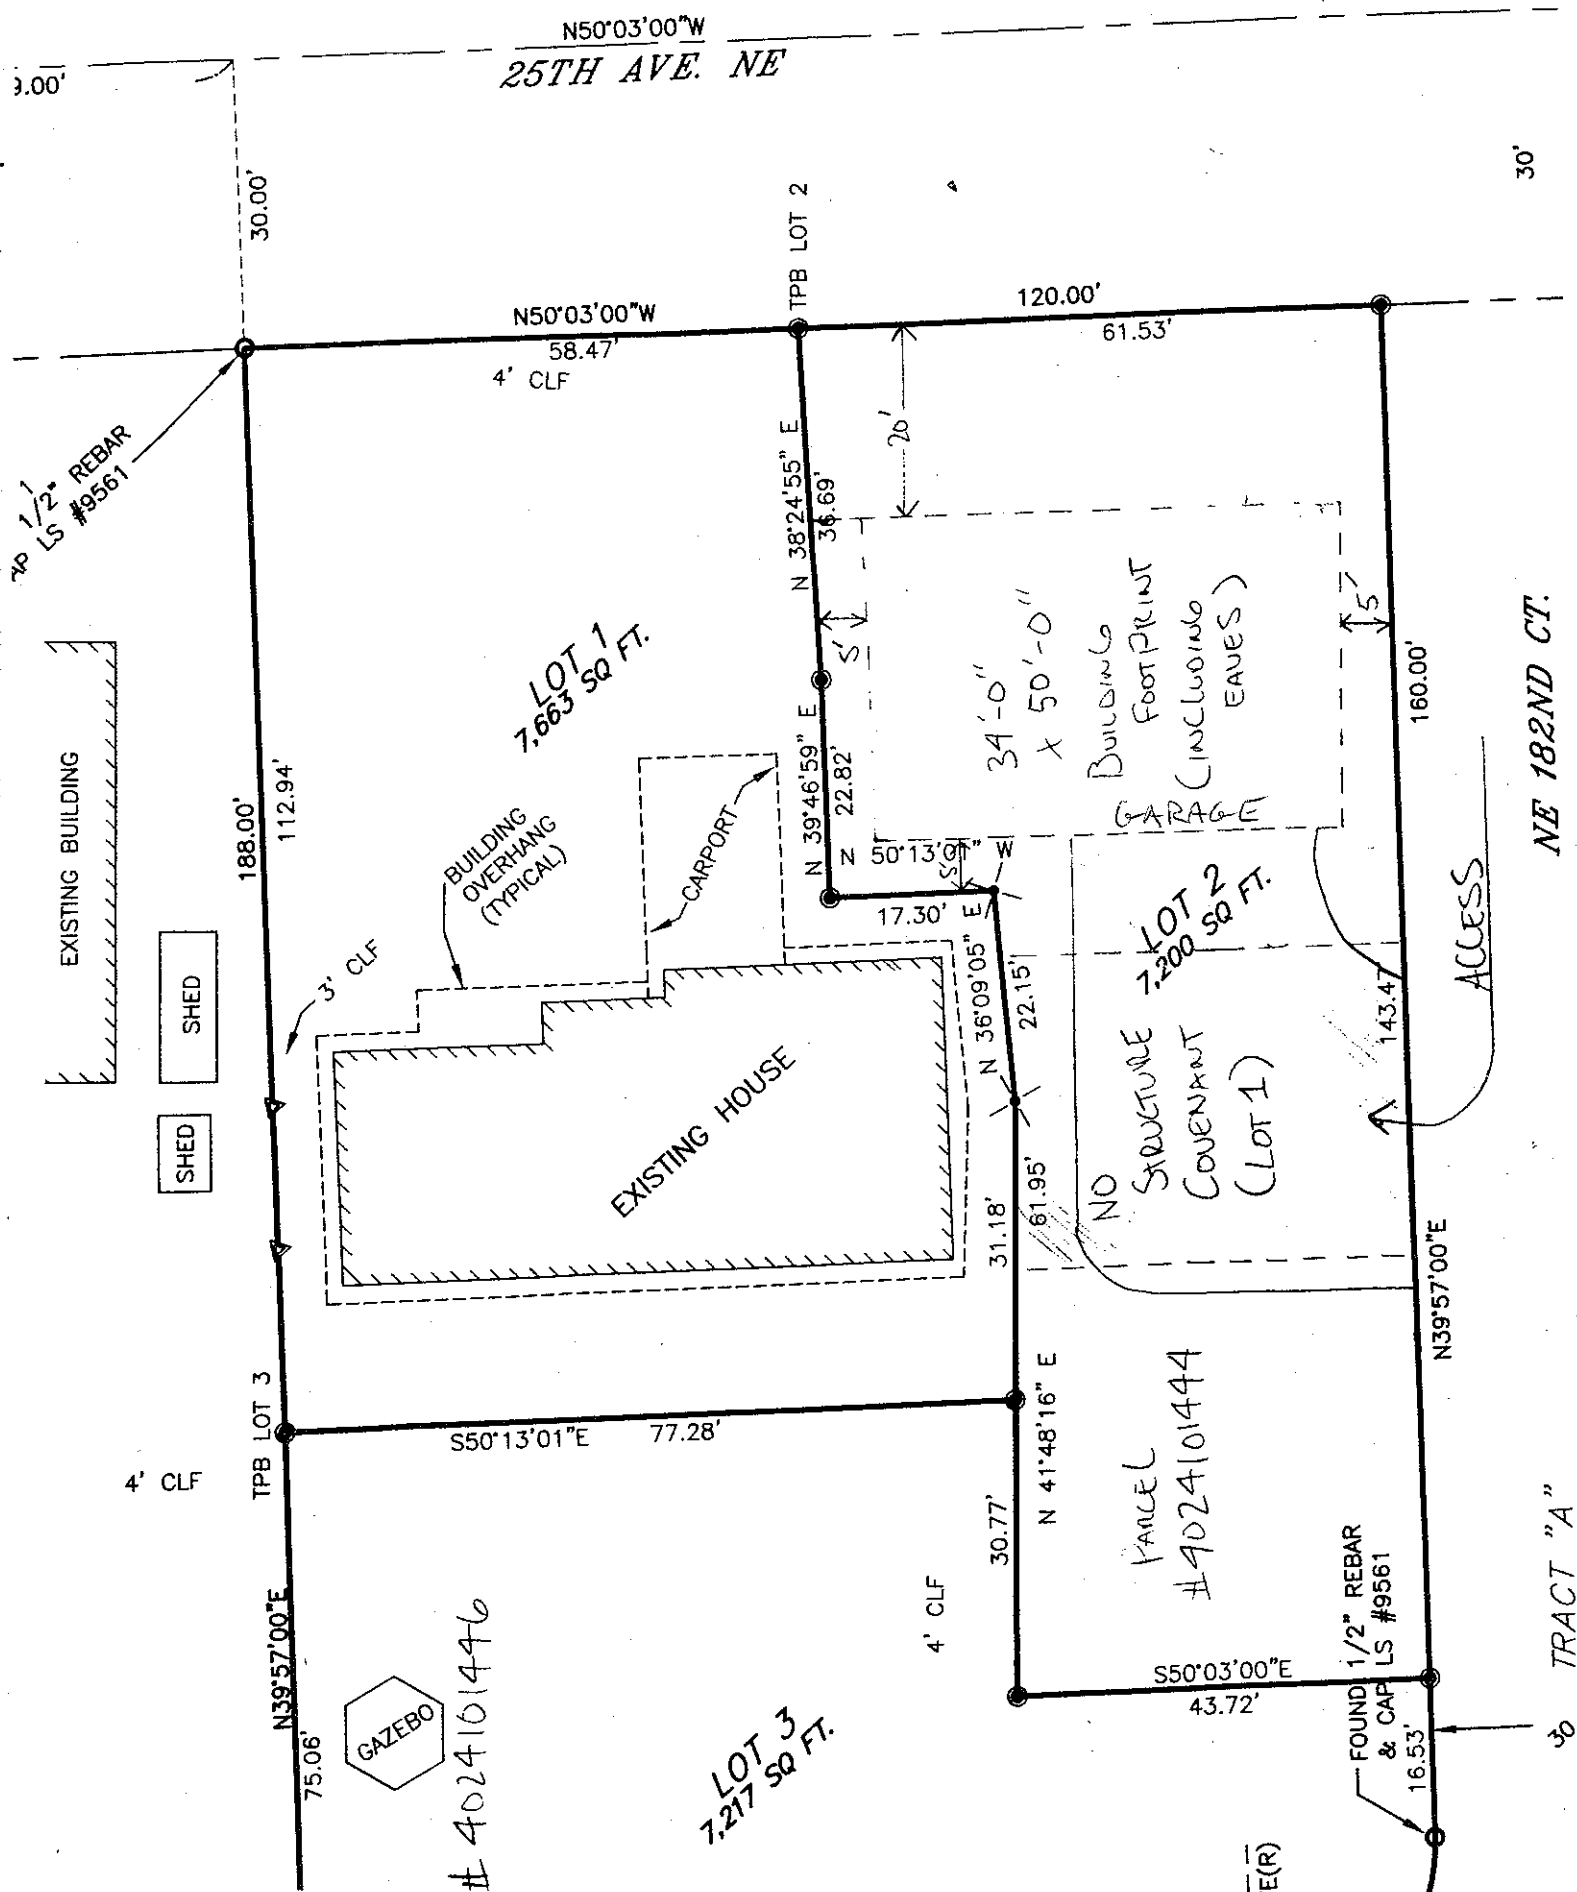 N50°03'00"W
25TH AVE. NE
9.00'
30.00'
TPB LOT 2
30'
N50°03'00"W
58.47'
4' CLF
120.00'
61.53'
1/2" REBAR
LS #9561
N 38°24'55" E
36.69'
20'
LOT 1
7,663 SQ FT.
5'
34'-0"
X 50'-0"
BUILDING
FOOTPRINT
(INCLUDING
EAVES)
GARAGE
5'
160.00'
NE 182ND CT.
EXISTING BUILDING
188.00'
112.94'
BUILDING
OVERHANG
(TYPICAL)
CARPORT
N 39°46'59" E
22.82'
N 50°13'01" W
5'
17.30'
LOT 2
7,200 SQ FT.
ACCESS
SHED
SHED
3' CLF
EXISTING HOUSE
N 36°09'05" E
22.15'
143.47'
NO
STRUCTURE
COVENANT
(LOT 1)
31.18'
61.95'
N39°57'00"E
TPB LOT 3
S50°13'01"E
77.28'
4' CLF
N 41°48'16" E
30.77'
PARCEL
#4024101444
4' CLF
N39°57'00"E
75.06'
GAZEBO
# 4024101446
LOT 3
7,217 SQ FT.
S50°03'00"E
43.72'
FOUND 1/2" REBAR
& CAP LS #9561
16.53'
TRACT "A"
30
E(R)